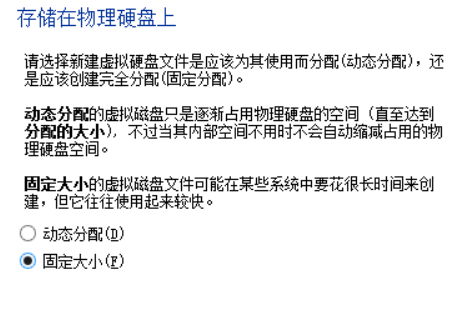 存储在物理硬盘上
请选择新建虚拟硬盘文件是应该为其使用而分配(动态分配)，还
是应该创建完全分配(固定分配)。
动态分配的虚拟磁盘只是逐渐占用物理硬盘的空间（直至达到
分配的大小)，不过当其内部空间不用时不会自动缩减占用的物
理硬盘空间。
固定大小的虚拟磁盘文件可能在某些系统中要花很长时间来创
建，但它往往使用起来较快。
动态分配(D)
固定大小(F)